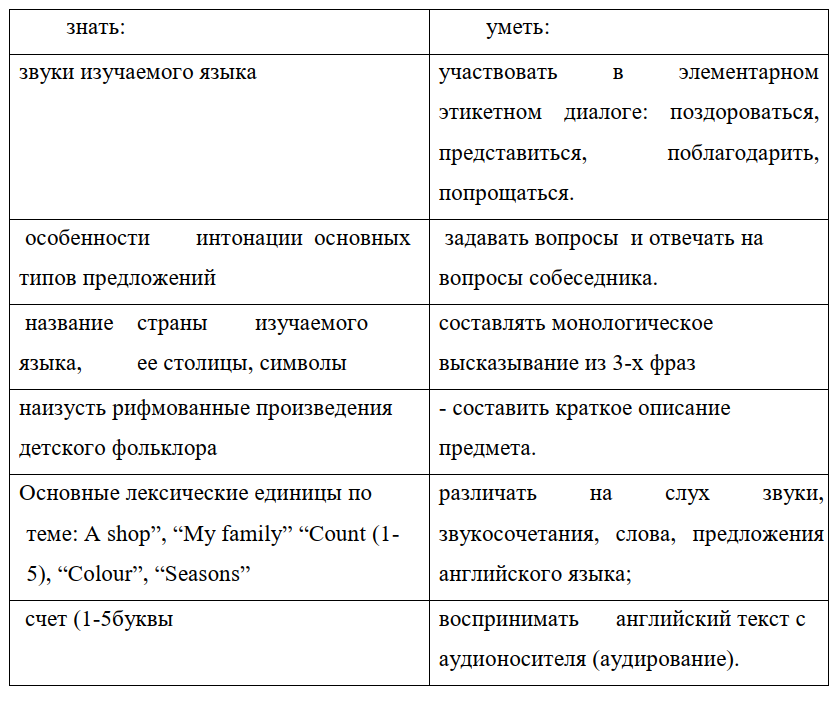 знать:
уметь:
звуки изучаемого языка
участвовать в элементарном
этикетном диалоге: поздороваться,
представиться, поблагодарить,
попрощаться.
особенности интонации основных
типов предложений
задавать вопросы и отвечать на
вопросы собеседника.
название страны изучаемого
языка, ее столицы, символы
составлять монологическое
высказывание из 3-х фраз
наизусть рифмованные произведения
детского фольклора
- составить краткое описание
предмета.
Основные лексические единицы по
теме: A shop”, “My family” “Count (1-
5), “Colour”, “Seasons”
различать на слух звуки,
звукосочетания, слова, предложения
английского языка;
счет (1-5буквы
воспринимать английский текст с
аудионосителя (аудирование).